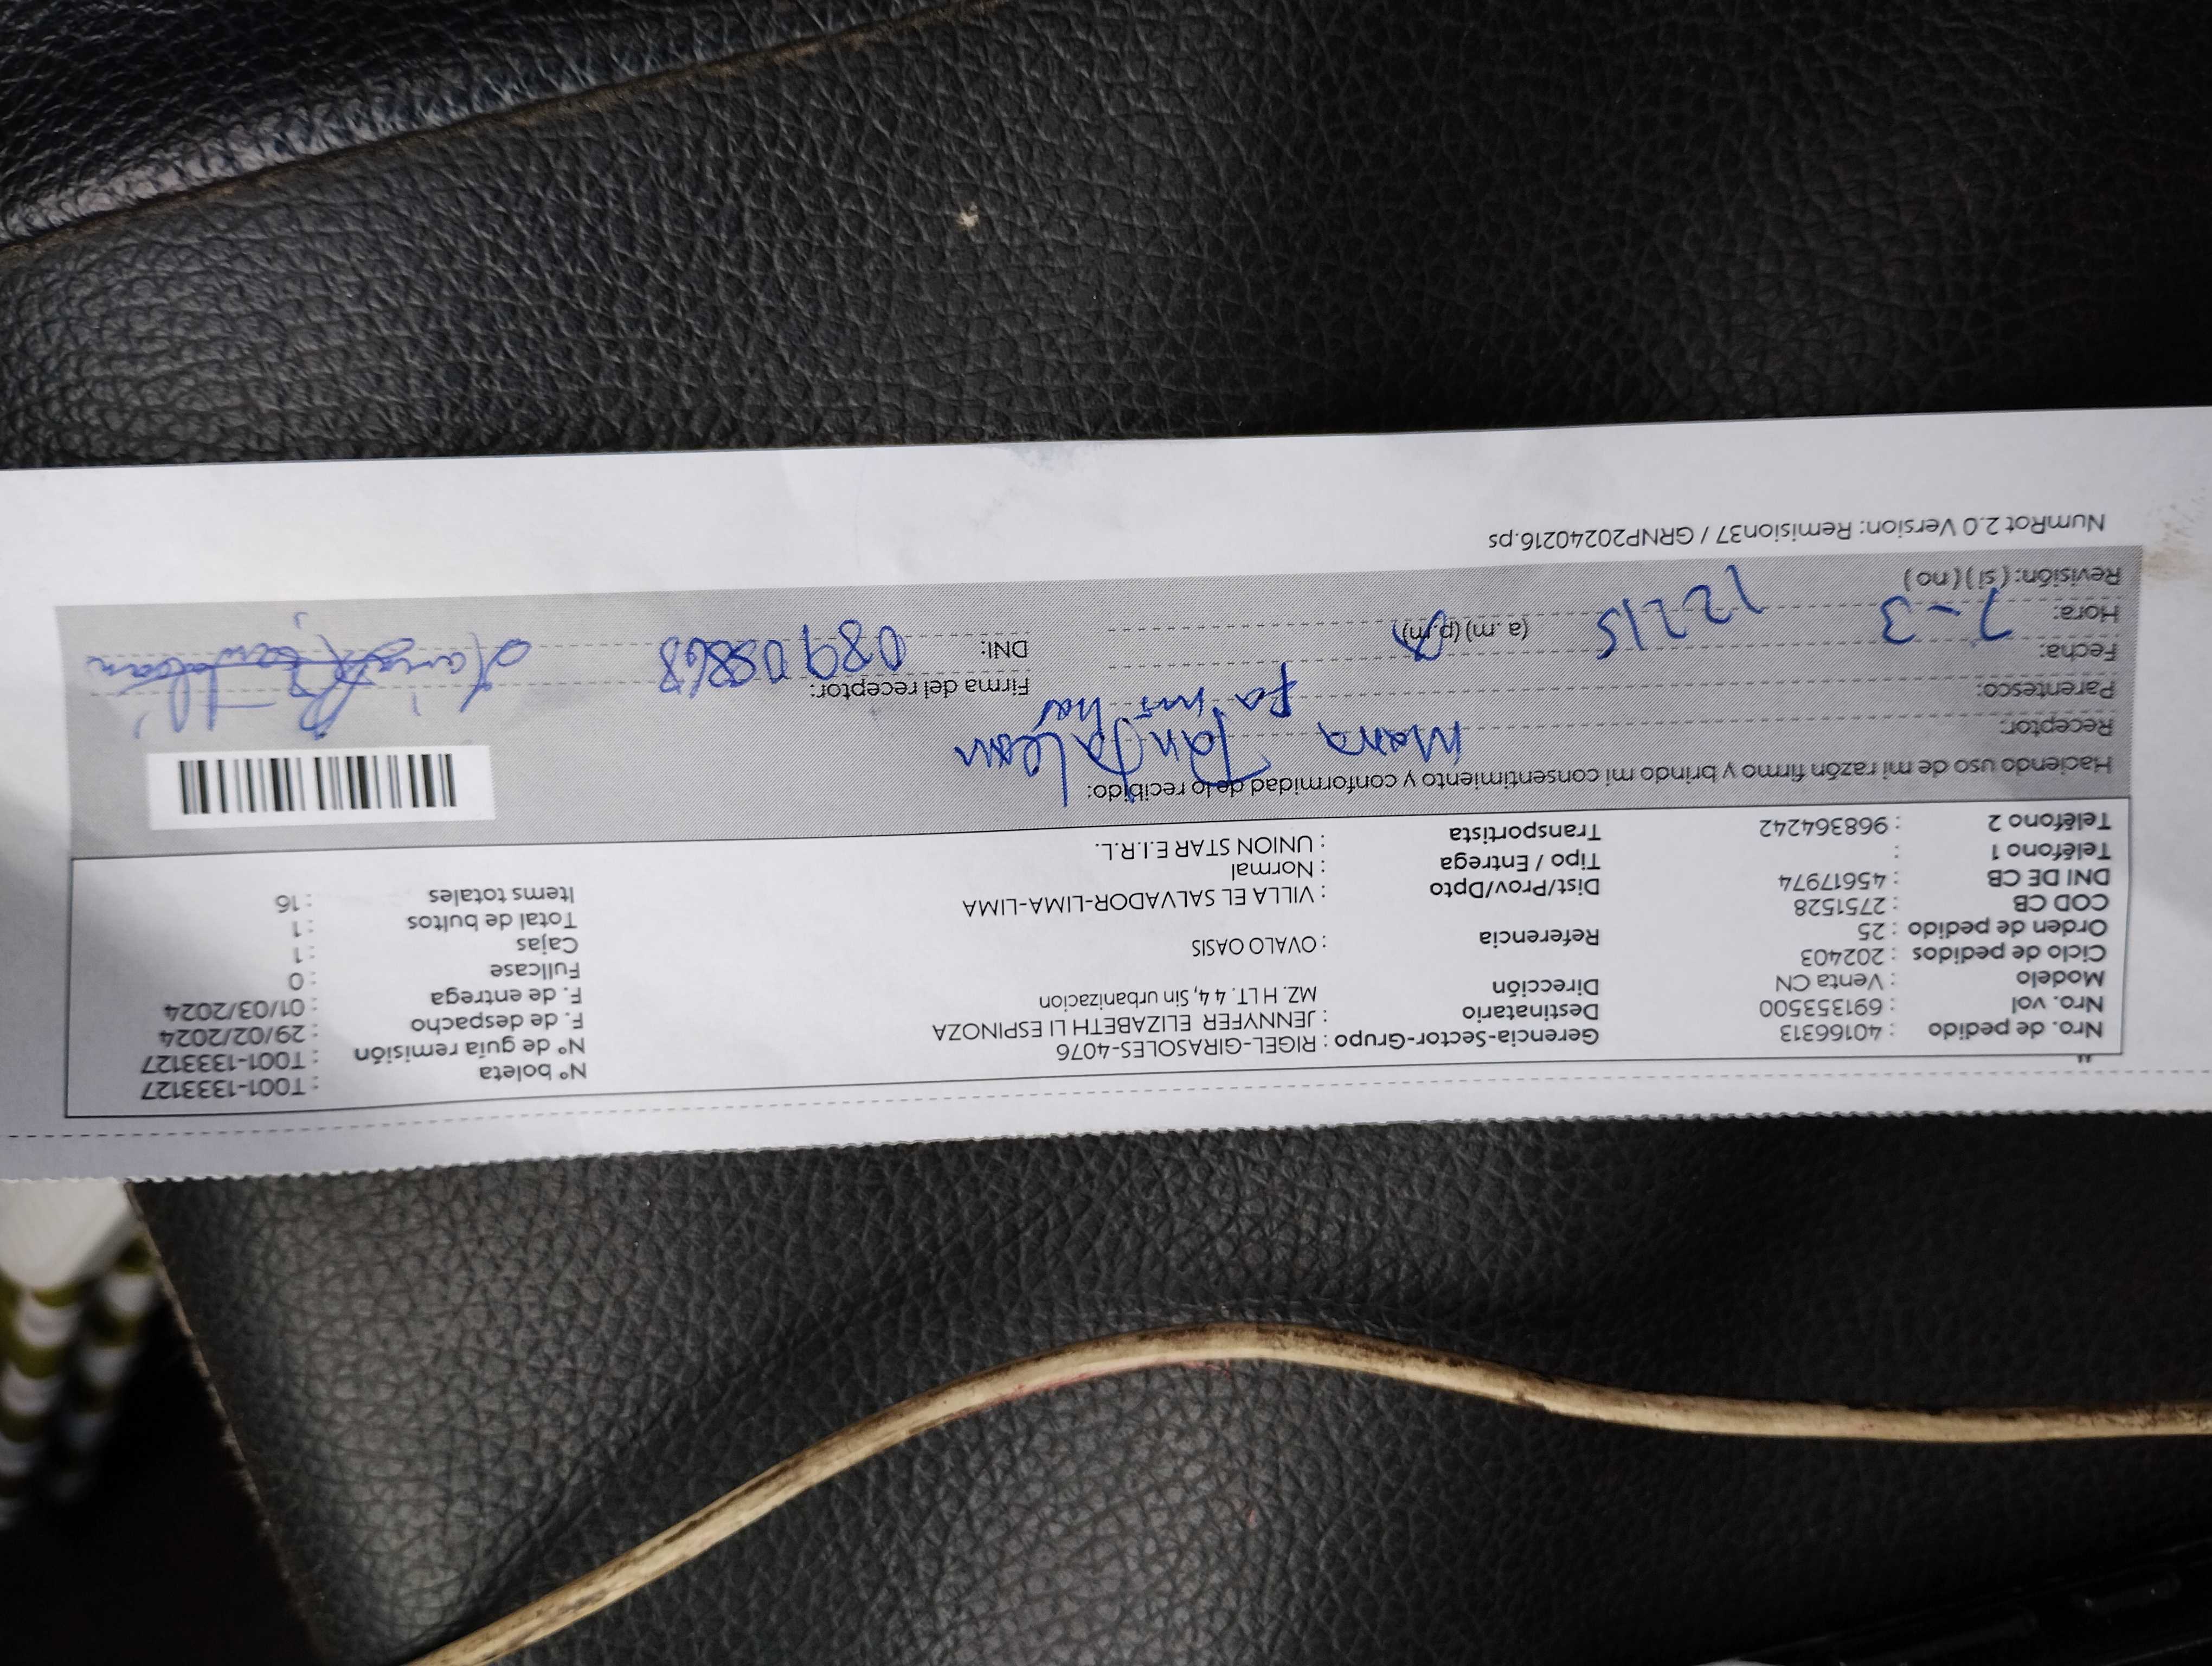 Nro. de pedido : 40166313 Gerencia-Sector-Grupo : RIGEL-GIRASOLES-4076 N° boleta : T001-1333127
Nro. vol : 691353500 Destinatario : JENNYFER ELIZABETH LI ESPINOZA N° de guía remisión : T001-1333127
Modelo : Venta CN Dirección MZ. H LT. 4 4, Sin urbanizacion F. de despacho : 29/02/2024
Ciclo de pedidos : 202403 F. de entrega : 01/03/2024
Orden de pedido : 25 Referencia : OVALO OASIS Fullcase : 0
COD CB : 2751528 Cajas : 1
DNI DE CB : 45617974 Dist/Prov/Dpto : VILLA EL SALVADOR-LIMA-LIMA Total de bultos : 1
Teléfono 1 : Tipo / Entrega : Normal Items totales : 16
Teléfono 2 : 968364242 Transportista : UNION STAR E.I.R.L.
Haciendo uso de mi razón firmo y brindo mi consentimiento y conformidad de lo recibido:
Receptor: Maria Pantaleon
Parentesco: familia Firma del receptor:
Fecha: 7-3 DNI:
Hora: 12215 (a .m) (p.m)
Revisión: ( si ) ( no )
NumRot 2.0 Version: Remision37 / GRNP20240216.ps